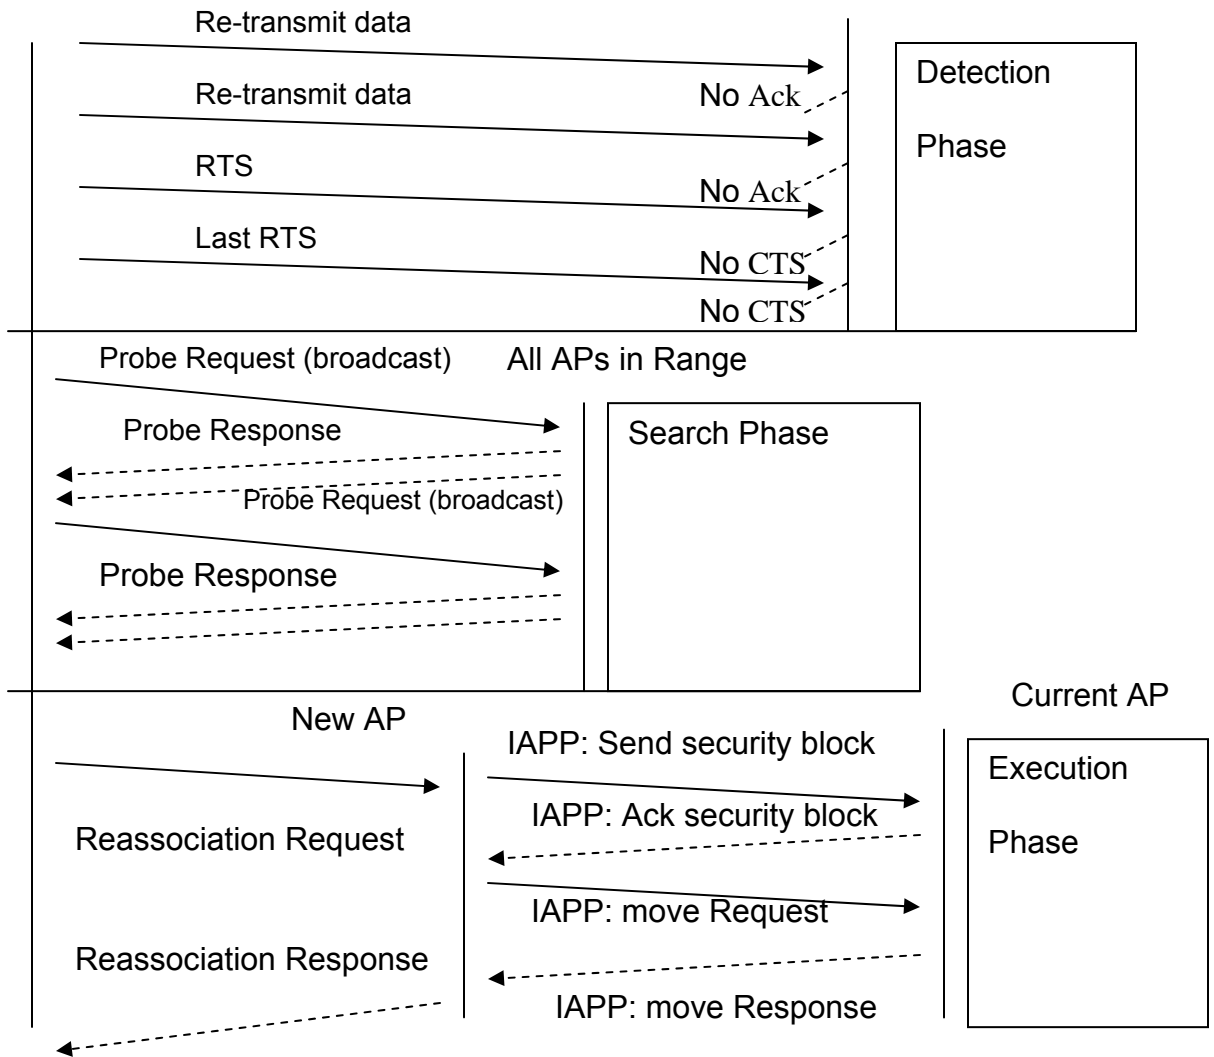 Re-transmit data
Detection
Re-transmit data
No Ack
Phase
RTS
No Ack
Last RTS
No CTS
No CTS
Probe Request (broadcast)
All APs in Range
Probe Response
Search Phase
Probe Request (broadcast)
Probe Response
Current AP
New AP
IAPP: Send security block
Execution
IAPP: Ack security block
Reassociation Request
Phase
IAPP: move Request
Reassociation Response
IAPP: move Response